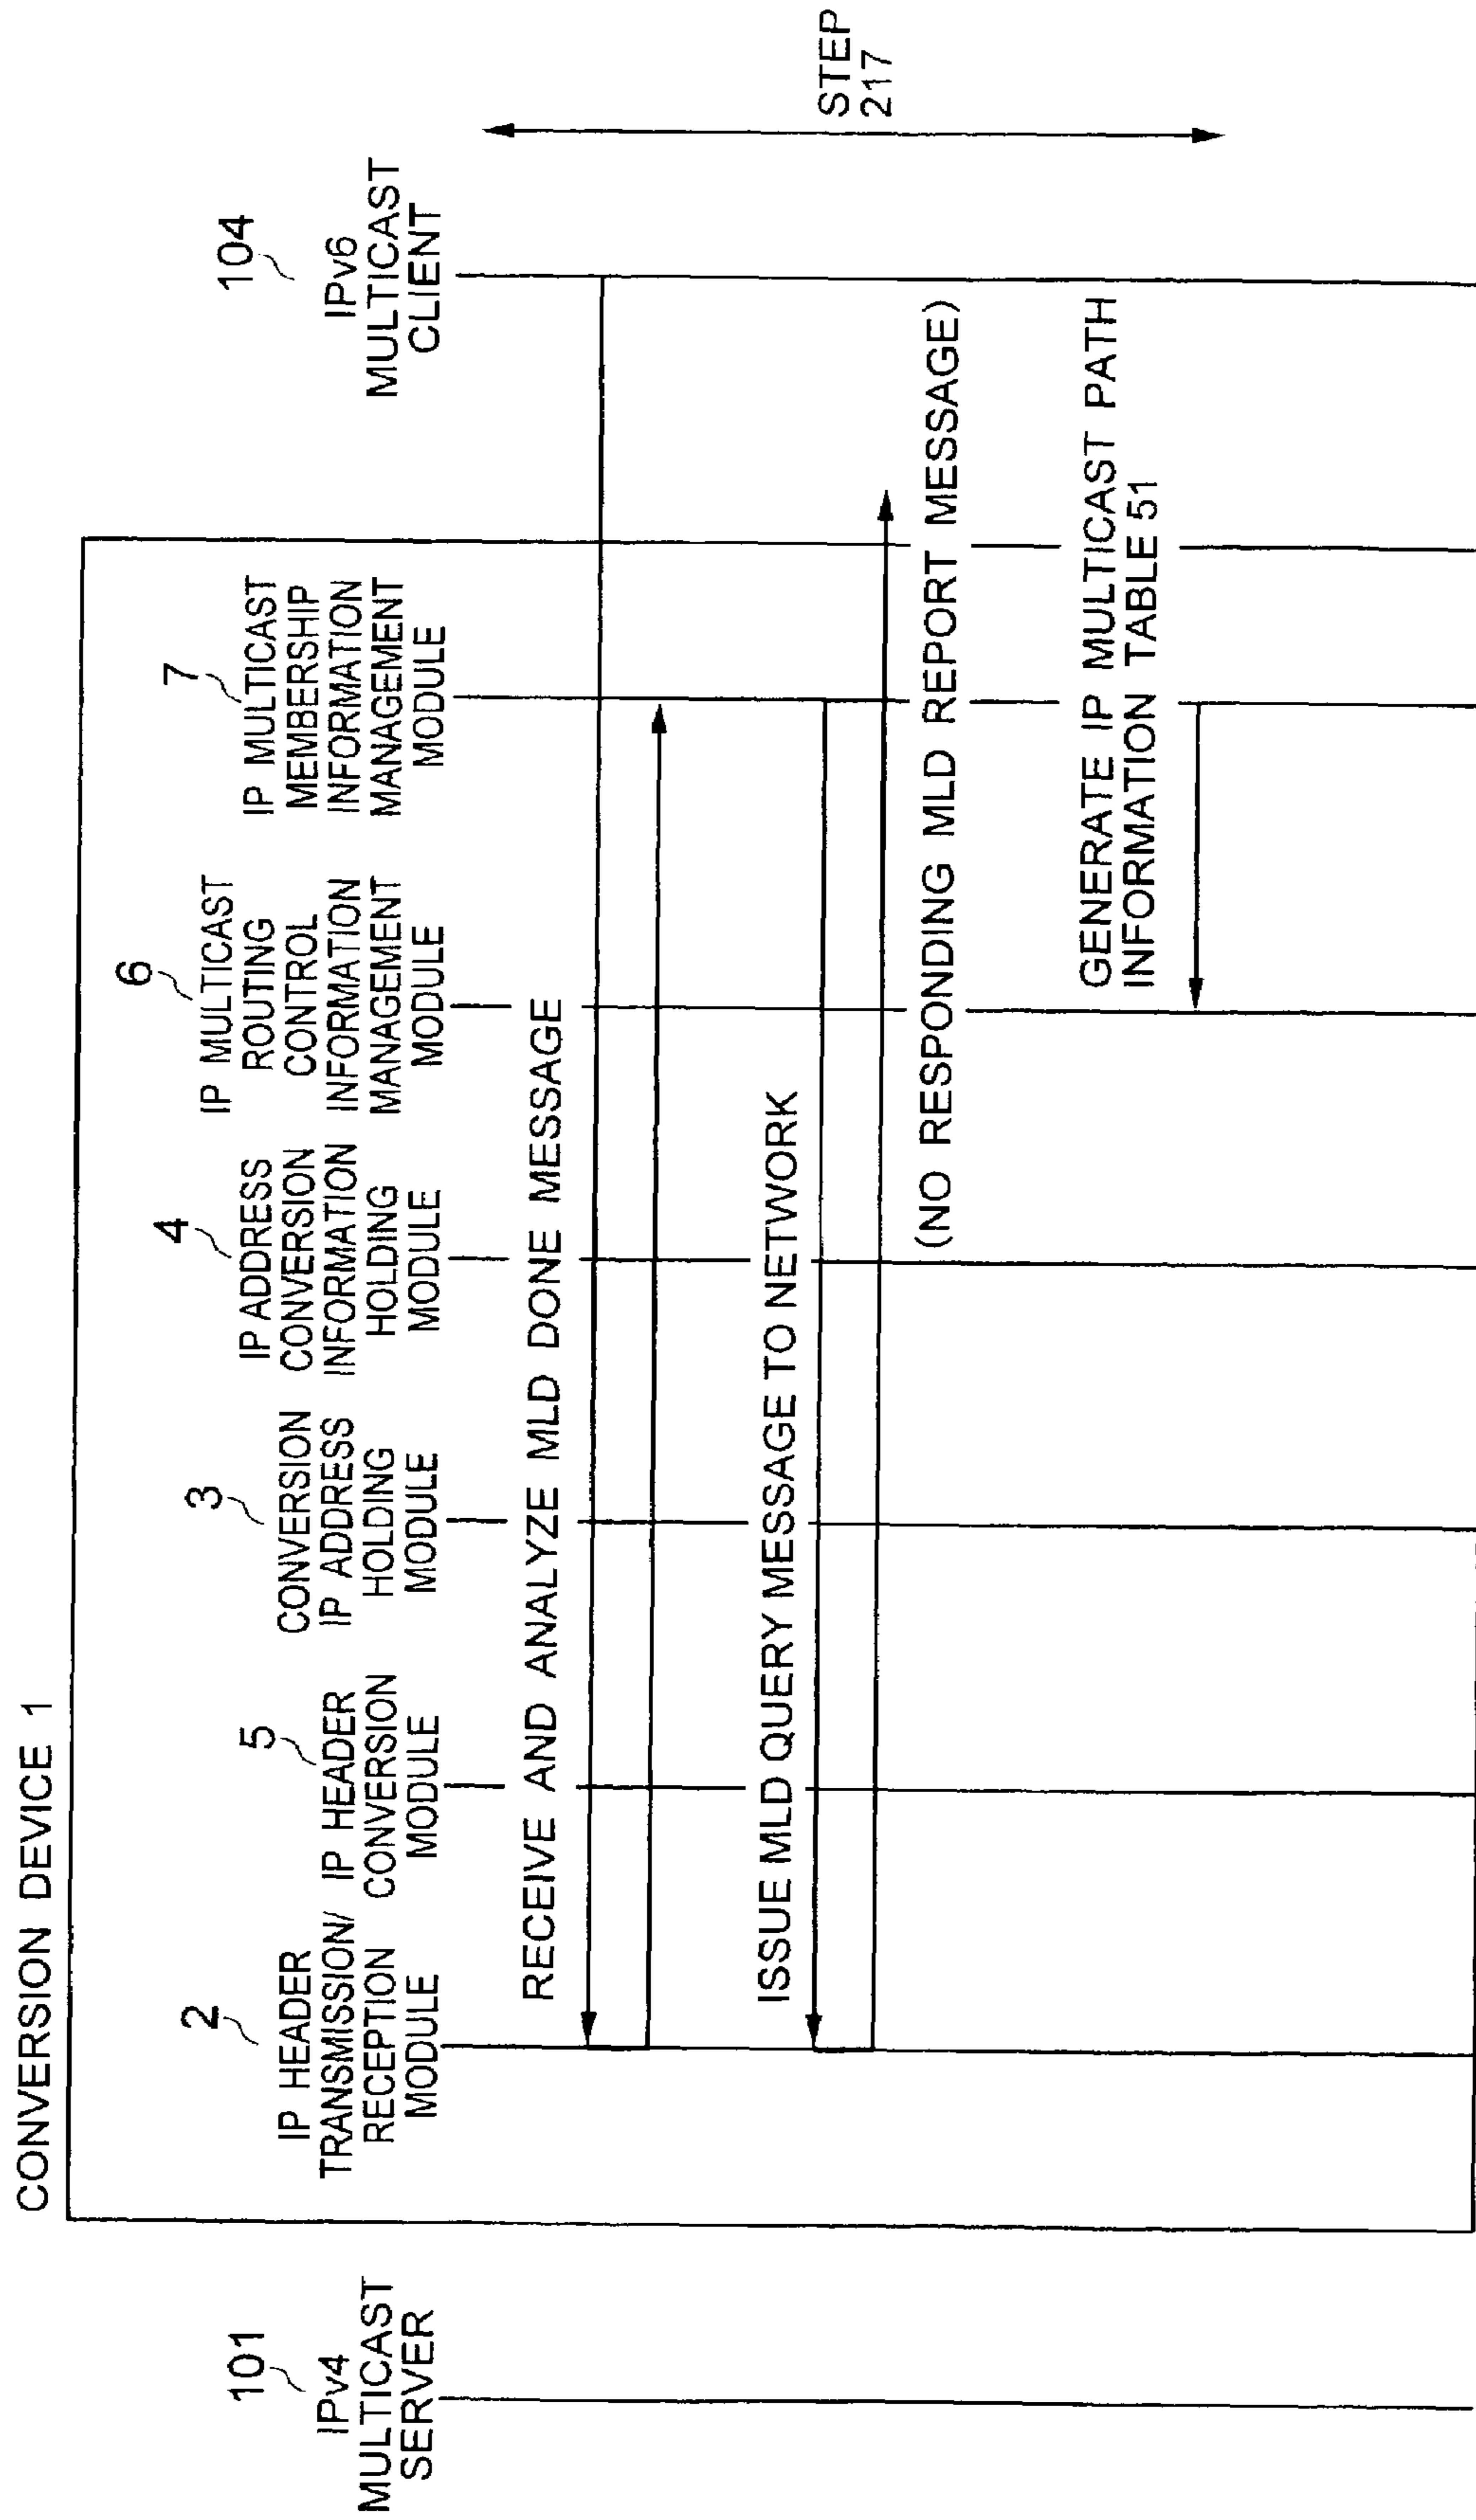 CONVERSION DEVICE 1
101
IPv4
MULTICAST
SERVER
2
IP HEADER
TRANSMISSION/
RECEPTION
MODULE
5
IP HEADER
CONVERSION
MODULE
3
CONVERSION
IP ADDRESS
HOLDING
MODULE
4
IP ADDRESS
CONVERSION
INFORMATION
HOLDING
MODULE
6
IP MULTICAST
ROUTING
CONTROL
INFORMATION
MANAGEMENT
MODULE
7
IP MULTICAST
MEMBERSHIP
INFORMATION
MANAGEMENT
MODULE
104
IPv6
MULTICAST
CLIENT
RECEIVE AND ANALYZE MLD DONE MESSAGE
ISSUE MLD QUERY MESSAGE TO NETWORK
(NO RESPONDING MLD REPORT MESSAGE)
GENERATE IP MULTICAST PATH
INFORMATION TABLE 51
STEP
217